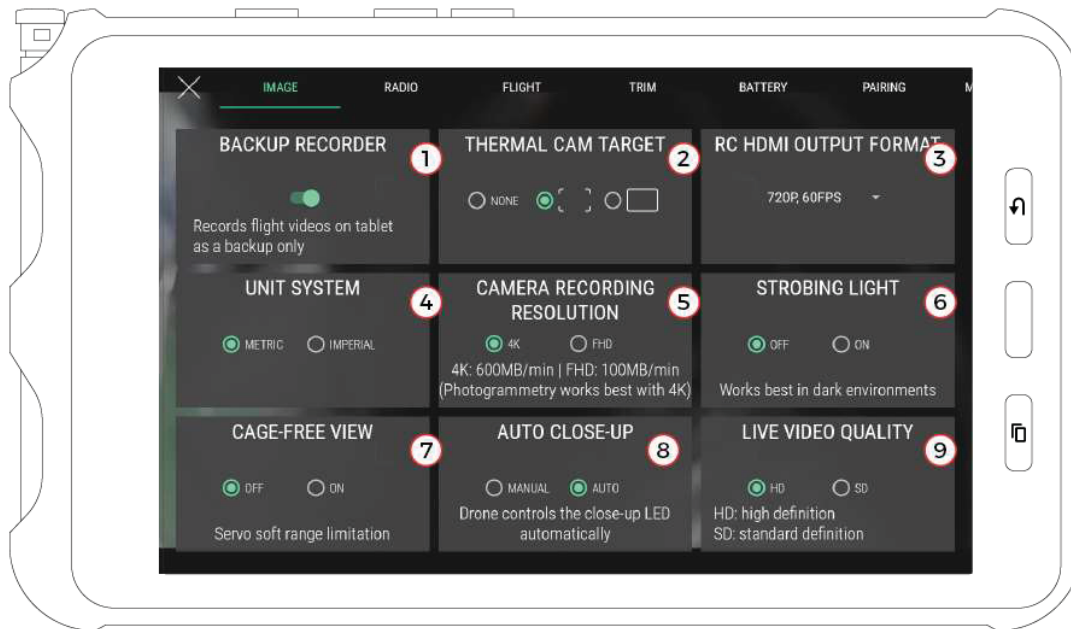 IMAGE RADIO FLIGHT TRIM BATTERY PAIRING M
BACKUP RECORDER
1
Records flight videos on tablet
as a backup only
THERMAL CAM TARGET
2
NONE
RC HDMI OUTPUT FORMAT
3
720P, 60FPS
UNIT SYSTEM
4
METRIC IMPERIAL
CAMERA RECORDING
RESOLUTION
5
4K FHD
4K: 600MB/min | FHD: 100MB/min
(Photogrammetry works best with 4K)
STROBING LIGHT
6
OFF ON
Works best in dark environments
CAGE-FREE VIEW
7
OFF ON
Servo soft range limitation
AUTO CLOSE-UP
8
MANUAL AUTO
Drone controls the close-up LED
automatically
LIVE VIDEO QUALITY
9
HD SD
HD: high definition
SD: standard definition